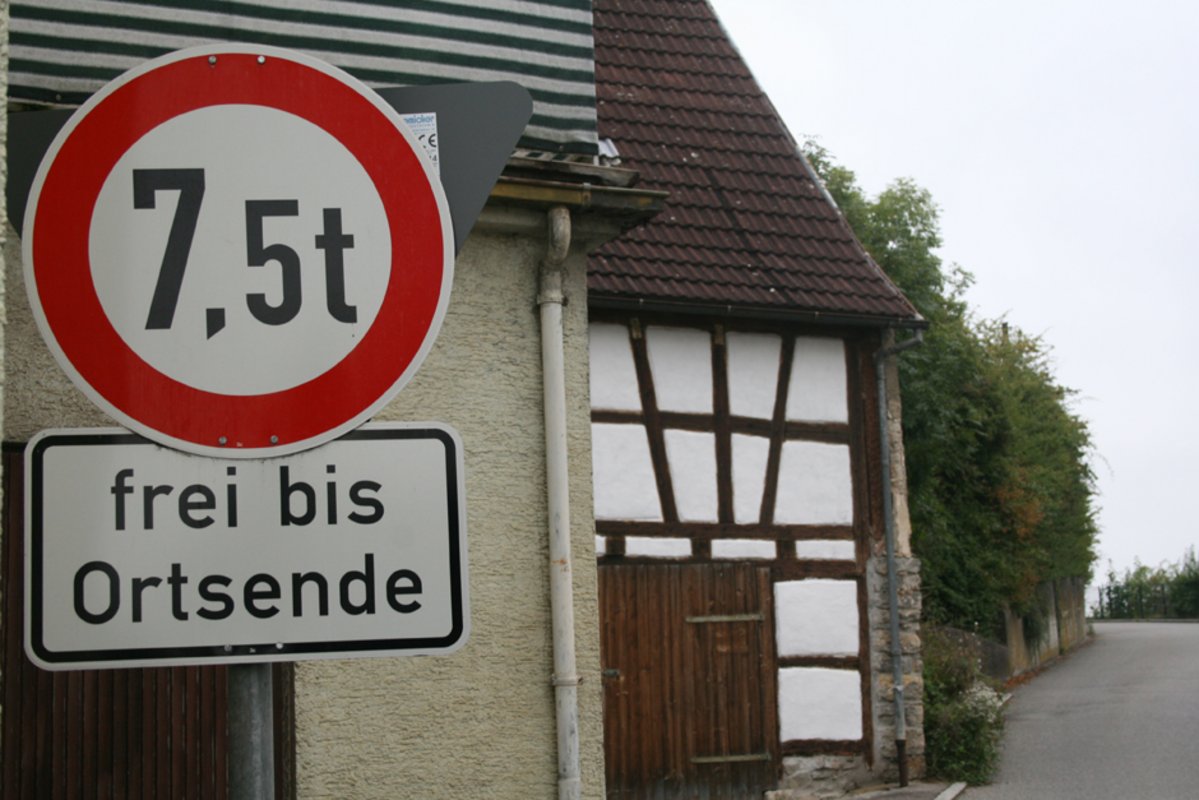 7,5t
frei bis
Ortsende